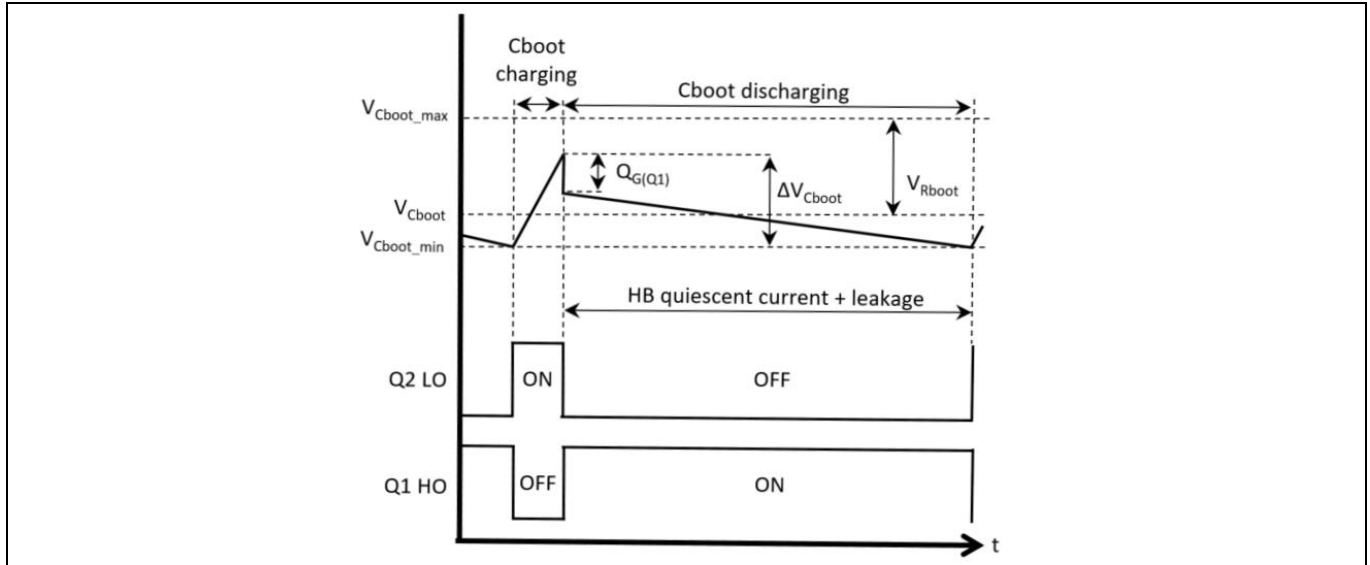 Cboot
charging
Cboot discharging
VCboot_max
QG(Q1)
ΔVCboot
VRboot
VCboot
VCboot_min
HB quiescent current + leakage
Q2 LO
ON
OFF
Q1 HO
OFF
ON
t